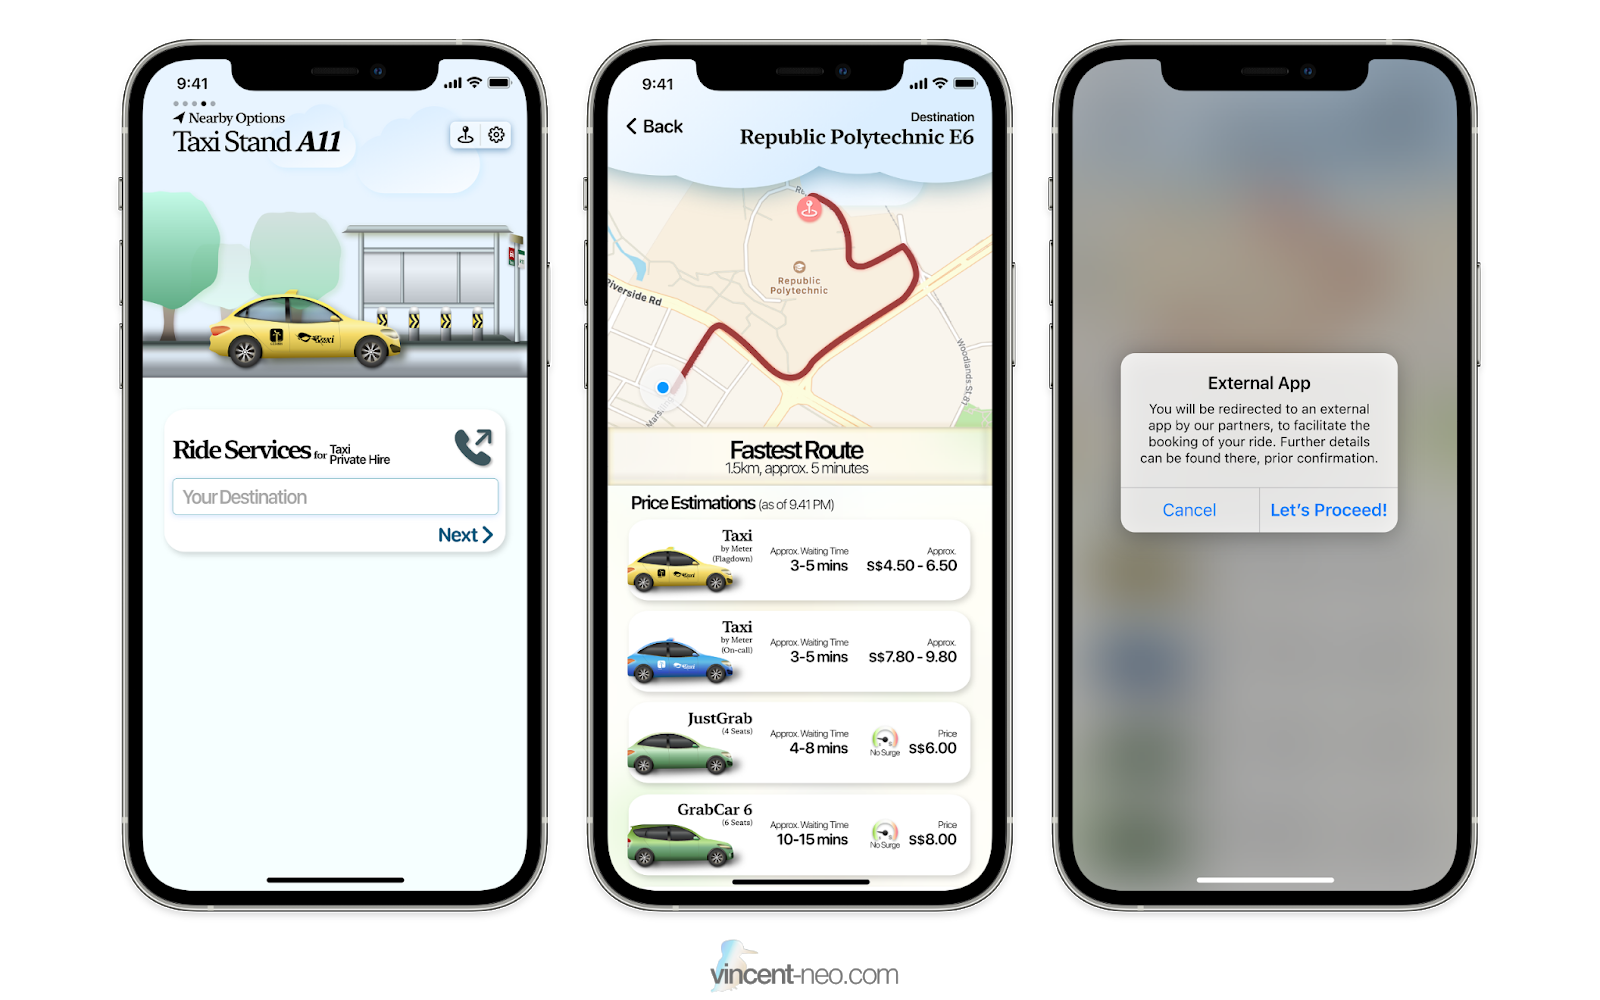 9:41
Nearby Options
Taxi Stand A11
Taxi
Ride Services for Taxi
Private Hire
Your Destination
Next
9:41
Back
Destination
Republic Polytechnic E6
Republic
Polytechnic
Riverside Rd
Woodlands St 81
Fastest Route
1.5km, approx. 5 minutes
Price Estimations (as of 9.41 PM)
Taxi
by Meter
(Flagdown)
Approx. Waiting Time
3-5 mins
Approx.
S$4.50 - 6.50
Taxi
by Meter
(On-call)
Approx. Waiting Time
3-5 mins
Approx.
S$7.80 - 9.80
JustGrab
(4 Seats)
Approx. Waiting Time
4-8 mins
No Surge
Price
S$6.00
GrabCar 6
(6 Seats)
Approx. Waiting Time
10-15 mins
No Surge
Price
S$8.00
External App
You will be redirected to an external
app by our partners, to facilitate the
booking of your ride. Further details
can be found there, prior confirmation.
Cancel
Let's Proceed!
vincent-neo.com